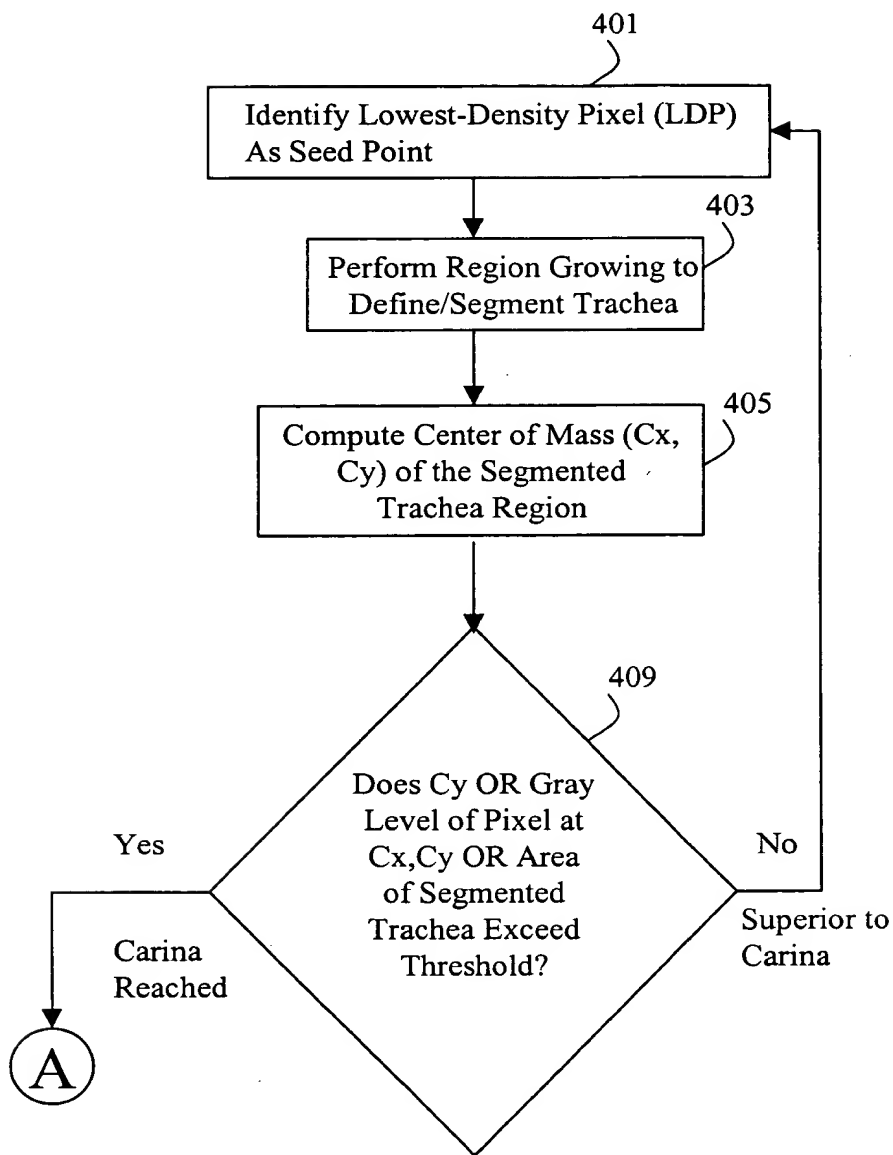 401
Identify Lowest-Density Pixel (LDP)
As Seed Point
403
Perform Region Growing to
Define/Segment Trachea
405
Compute Center of Mass (Cx,
Cy) of the Segmented
Trachea Region
409
Does Cy OR Gray
Level of Pixel at
Cx,Cy OR Area
of Segmented
Trachea Exceed
Threshold?
Yes
Carina
Reached
No
Superior to
Carina
A